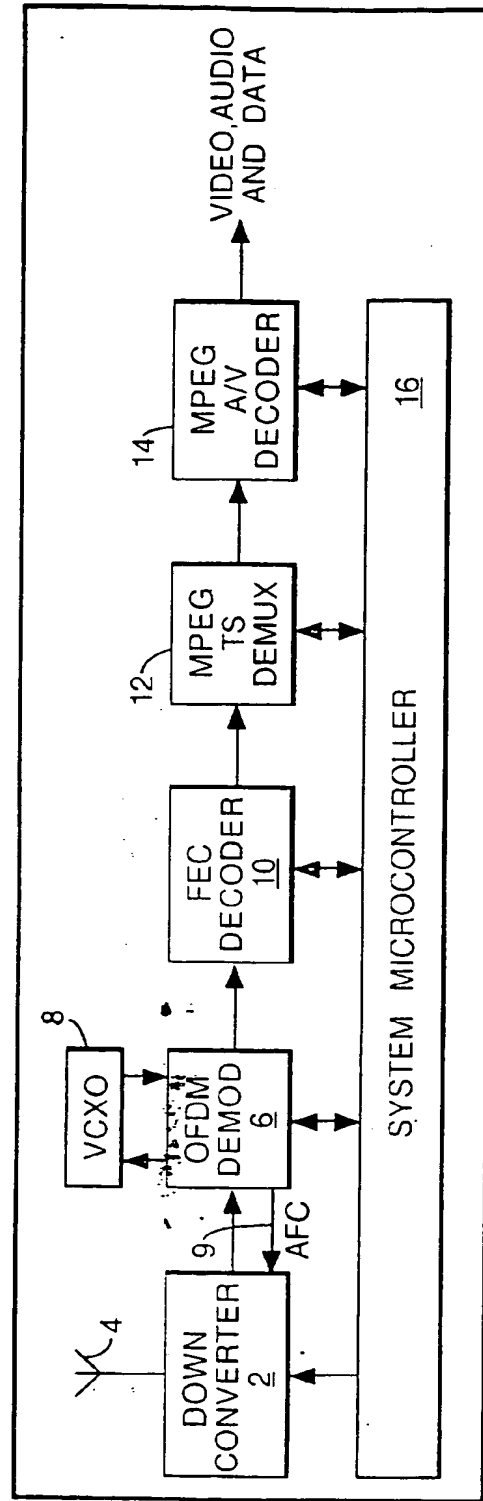 4
DOWN
CONVERTER
2
9
AFC
8
VCXO
OFDM
DEMOD
6
FEC
DECODER
10
12
MPEG
TS
DEMUX
14
MPEG
A/V
DECODER
VIDEO, AUDIO
AND DATA
SYSTEM MICROCONTROLLER
16